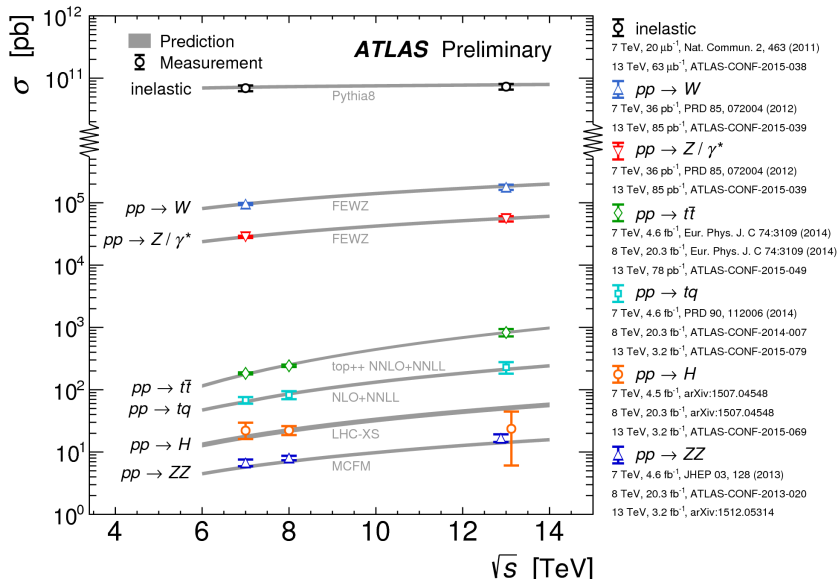 σ [pb]
10¹²
10¹¹
10⁵
10⁴
10³
10²
10¹
10⁰
Prediction
Measurement
ATLAS Preliminary
inelastic
Pythia8
pp → W
FEWZ
pp → Z / γ*
FEWZ
top++ NNLO+NNLL
pp → tt̄
NLO+NNLL
pp → tq
LHC-XS
pp → H
MCFM
pp → ZZ
4 6 8 10 12 14
√s [TeV]
inelastic
7 TeV, 20 μb⁻¹, Nat. Commun. 2, 463 (2011)
13 TeV, 63 μb⁻¹, ATLAS-CONF-2015-038
pp → W
7 TeV, 36 pb⁻¹, PRD 85, 072004 (2012)
13 TeV, 85 pb⁻¹, ATLAS-CONF-2015-039
pp → Z / γ*
7 TeV, 36 pb⁻¹, PRD 85, 072004 (2012)
13 TeV, 85 pb⁻¹, ATLAS-CONF-2015-039
pp → tt̄
7 TeV, 4.6 fb⁻¹, Eur. Phys. J. C 74:3109 (2014)
8 TeV, 20.3 fb⁻¹, Eur. Phys. J. C 74:3109 (2014)
13 TeV, 78 pb⁻¹, ATLAS-CONF-2015-049
pp → tq
7 TeV, 4.6 fb⁻¹, PRD 90, 112006 (2014)
8 TeV, 20.3 fb⁻¹, ATLAS-CONF-2014-007
13 TeV, 3.2 fb⁻¹, ATLAS-CONF-2015-079
pp → H
7 TeV, 4.5 fb⁻¹, arXiv:1507.04548
8 TeV, 20.3 fb⁻¹, arXiv:1507.04548
13 TeV, 3.2 fb⁻¹, ATLAS-CONF-2015-069
pp → ZZ
7 TeV, 4.6 fb⁻¹, JHEP 03, 128 (2013)
8 TeV, 20.3 fb⁻¹, ATLAS-CONF-2013-020
13 TeV, 3.2 fb⁻¹, arXiv:1512.05314